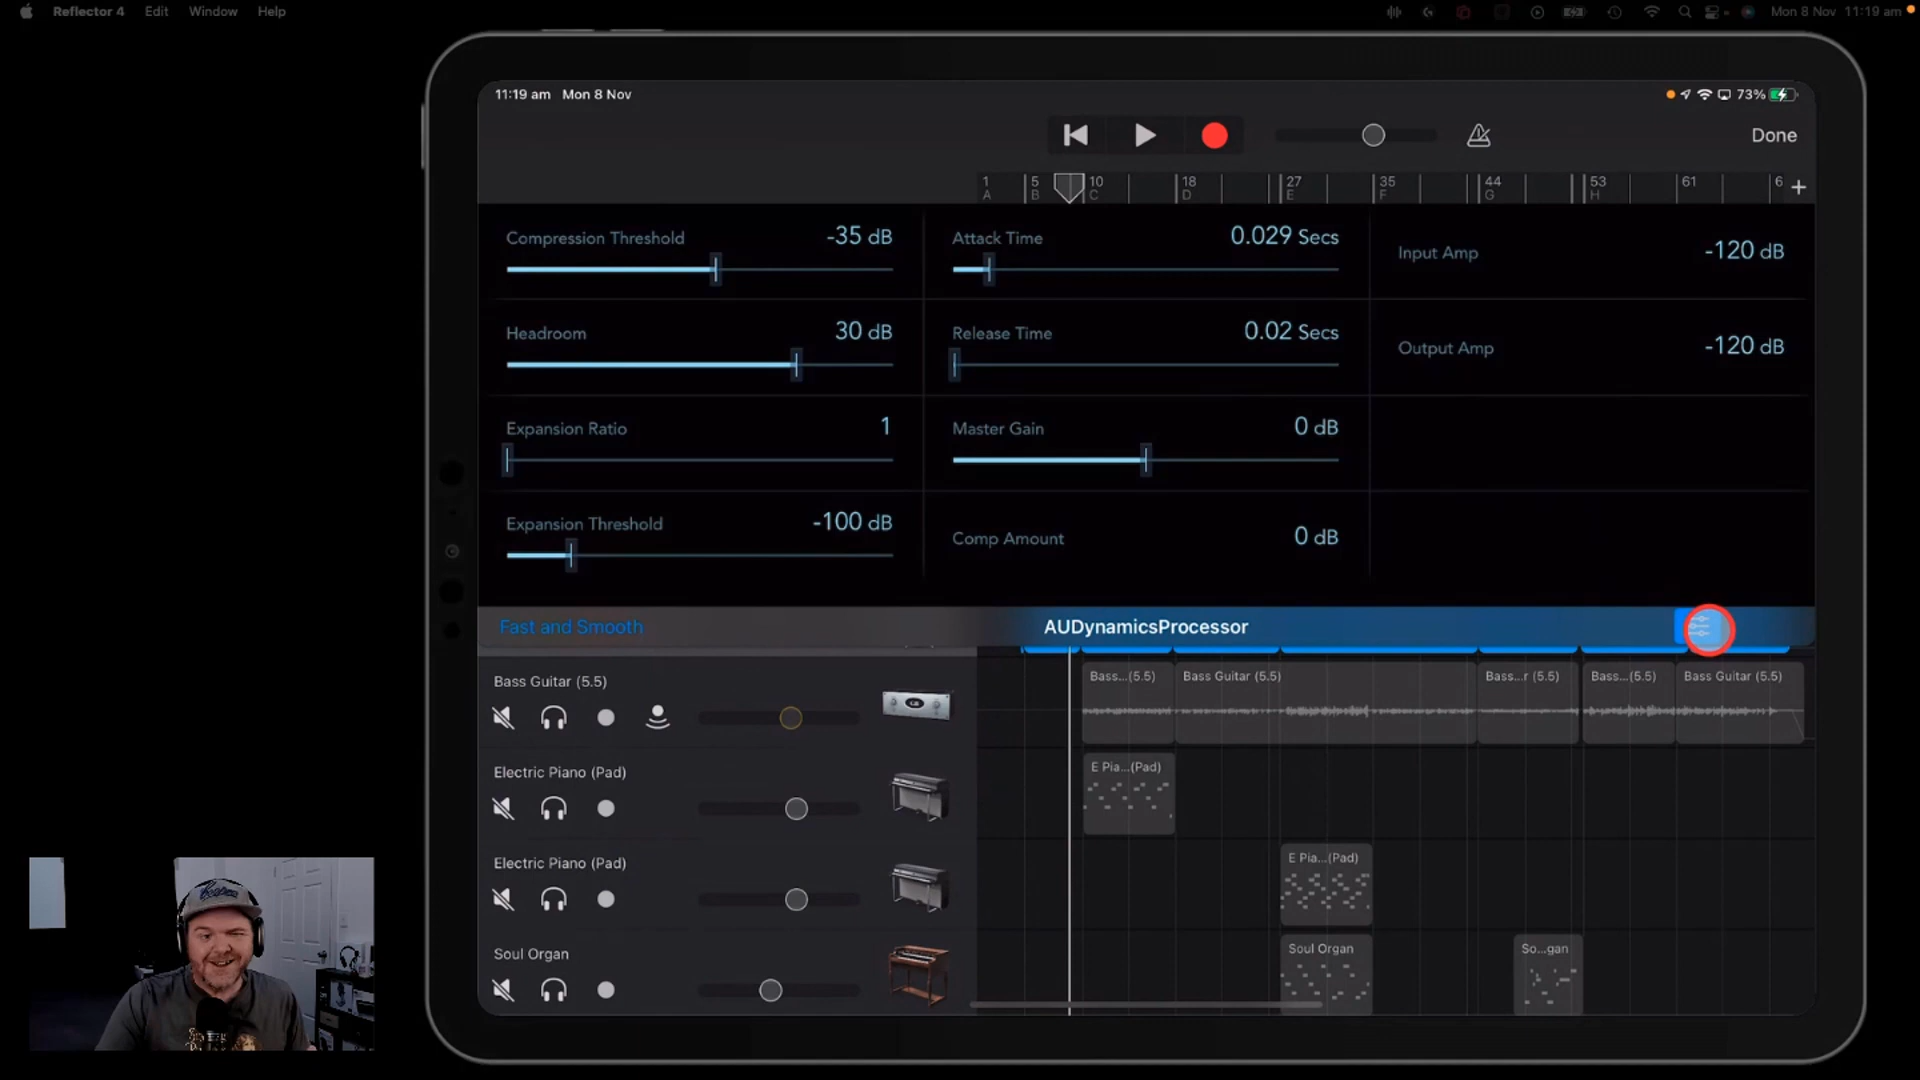 Reflector 4 Edit Window Help
Mon 8 Nov 11:19 am
11:19 am Mon 8 Nov
73%
Done
1 5 10 18 27 35 44 53 61 6 +
A B C D E F G H
Compression Threshold -35 dB
Attack Time 0.029 Secs
Input Amp -120 dB
Headroom 30 dB
Release Time 0.02 Secs
Output Amp -120 dB
Expansion Ratio 1
Master Gain 0 dB
Expansion Threshold -100 dB
Comp Amount 0 dB
Fast and Smooth
AUDynamicsProcessor
Bass Guitar (5.5)
Bass...(5.5) Bass Guitar (5.5) Bass...r (5.5) Bass...(5.5) Bass Guitar (5.5)
Electric Piano (Pad)
E Pia...(Pad)
Electric Piano (Pad)
E Pia...(Pad)
Soul Organ
Soul Organ So...gan